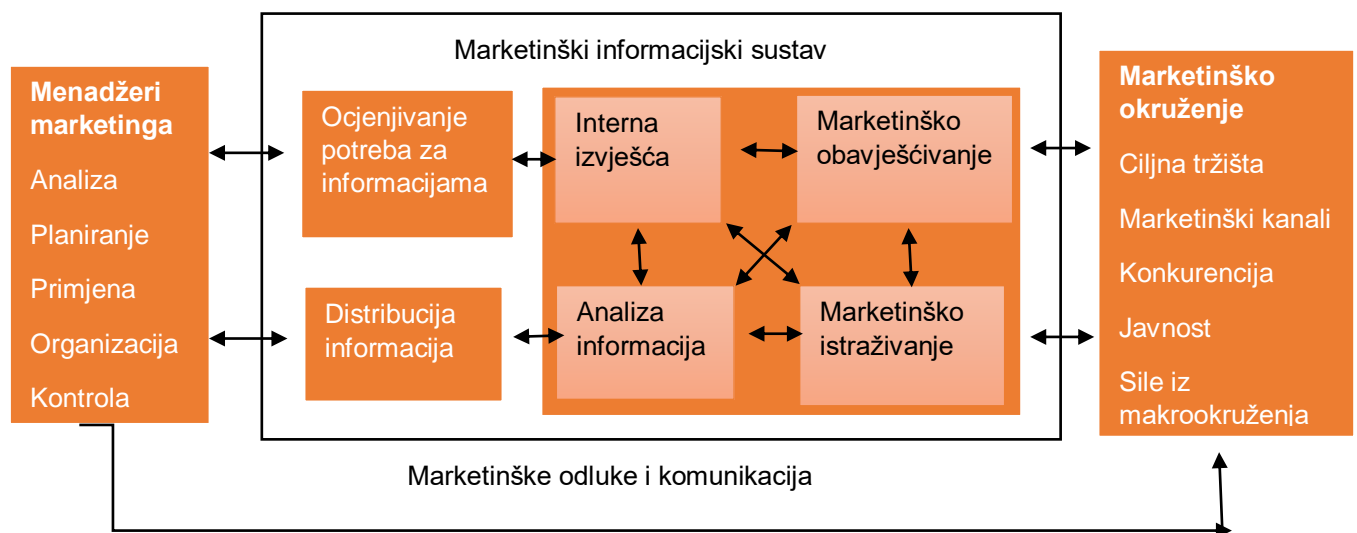 Marketinški informacijski sustav
Menadžeri
marketinga
Analiza
Planiranje
Primjena
Organizacija
Kontrola
Ocjenjivanje
potreba za
informacijama
Distribucija
informacija
Interna
izvješća
Marketinško
obavješćivanje
Analiza
informacija
Marketinško
istraživanje
Marketinško
okruženje
Ciljna tržišta
Marketinški kanali
Konkurencija
Javnost
Sile iz
makrookruženja
Marketinške odluke i komunikacija